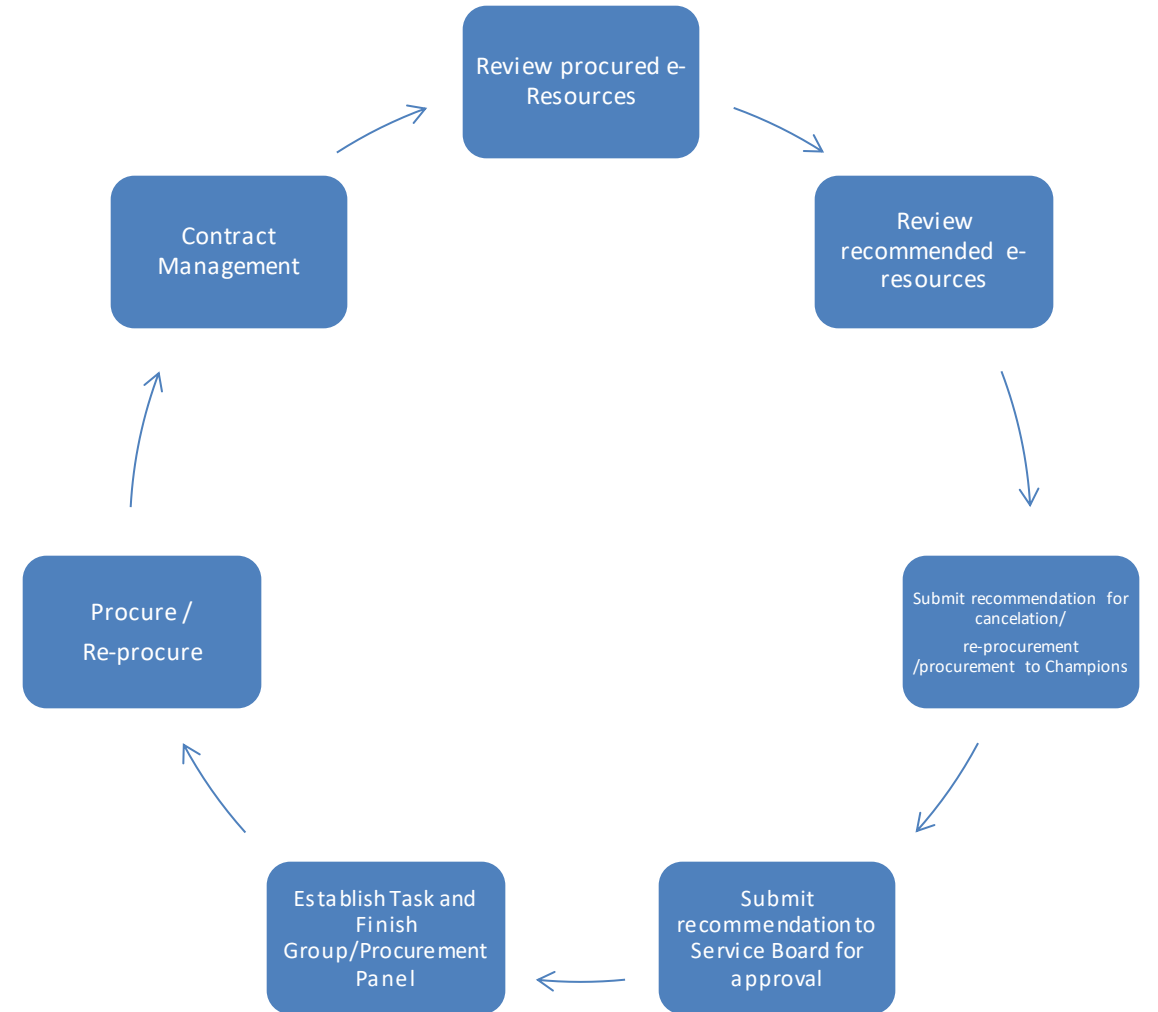 Review procured e-
Resources
Review
recommended e-
resources
Submit recommendation for
cancelation/
re-procurement
/procurement to Champions
Submit
recommendation to
Service Board for
approval
Establish Task and
Finish
Group/Procurement
Panel
Procure /
Re-procure
Contract
Management